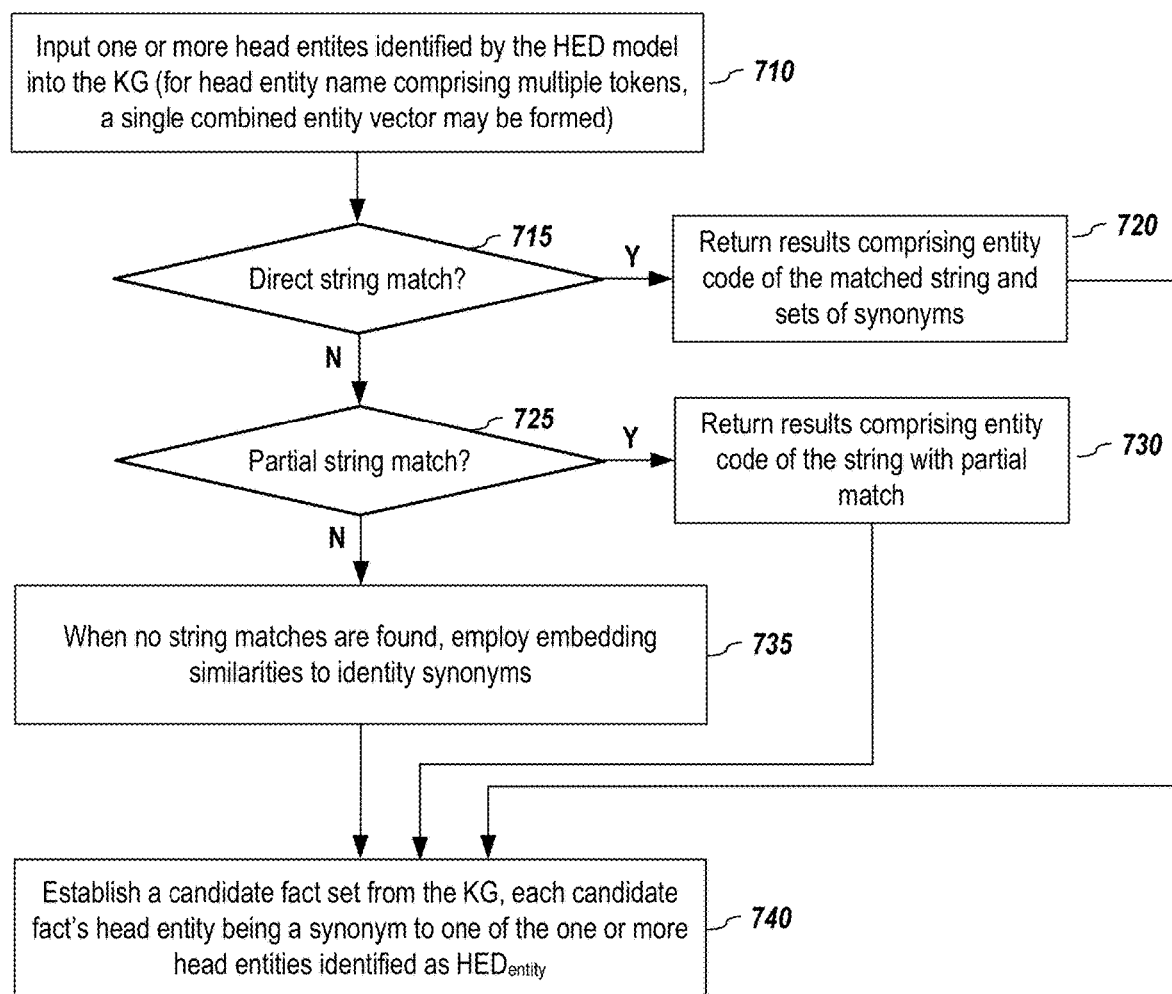 Input one or more head entites identified by the HED model
into the KG (for head entity name comprising multiple tokens,
a single combined entity vector may be formed)
710
715
Direct string match?
Y
Return results comprising entity
code of the matched string and
sets of synonyms
720
N
725
Partial string match?
Y
Return results comprising entity
code of the string with partial
match
730
N
When no string matches are found, employ embedding
similarities to identity synonyms
735
Establish a candidate fact set from the KG, each candidate
fact's head entity being a synonym to one of the one or more
head entities identified as HEDentity
740